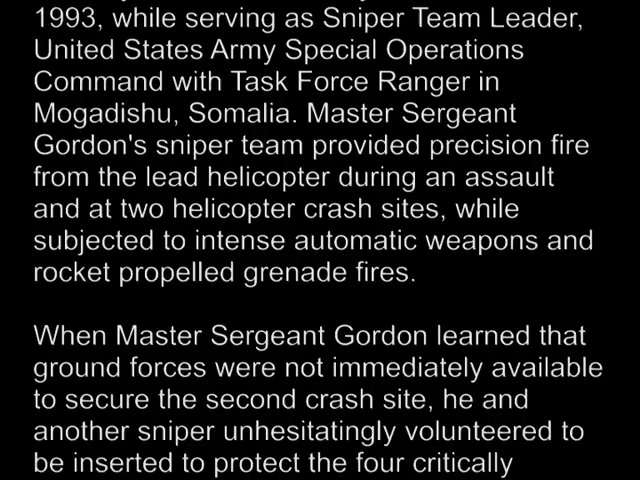 1993, while serving as Sniper Team Leader,
United States Army Special Operations
Command with Task Force Ranger in
Mogadishu, Somalia. Master Sergeant
Gordon's sniper team provided precision fire
from the lead helicopter during an assault
and at two helicopter crash sites, while
subjected to intense automatic weapons and
rocket propelled grenade fires.
When Master Sergeant Gordon learned that
ground forces were not immediately available
to secure the second crash site, he and
another sniper unhesitatingly volunteered to
be inserted to protect the four critically